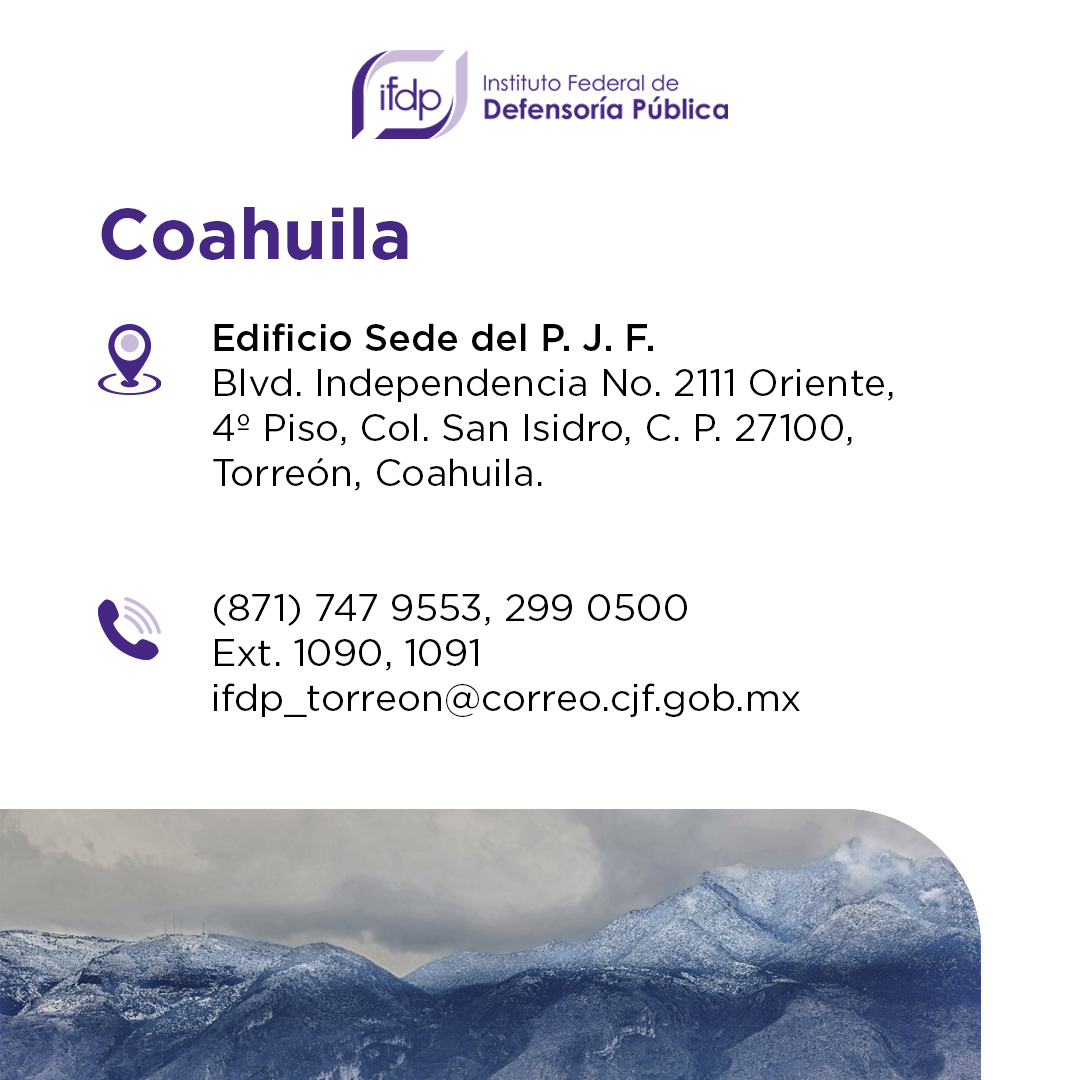 ifdp
Instituto Federal de
Defensoría Pública
Coahuila
Edificio Sede del P. J. F.
Blvd. Independencia No. 2111 Oriente,
4º Piso, Col. San Isidro, C. P. 27100,
Torreón, Coahuila.
(871) 747 9553, 299 0500
Ext. 1090, 1091
ifdp_torreon@correo.cjf.gob.mx